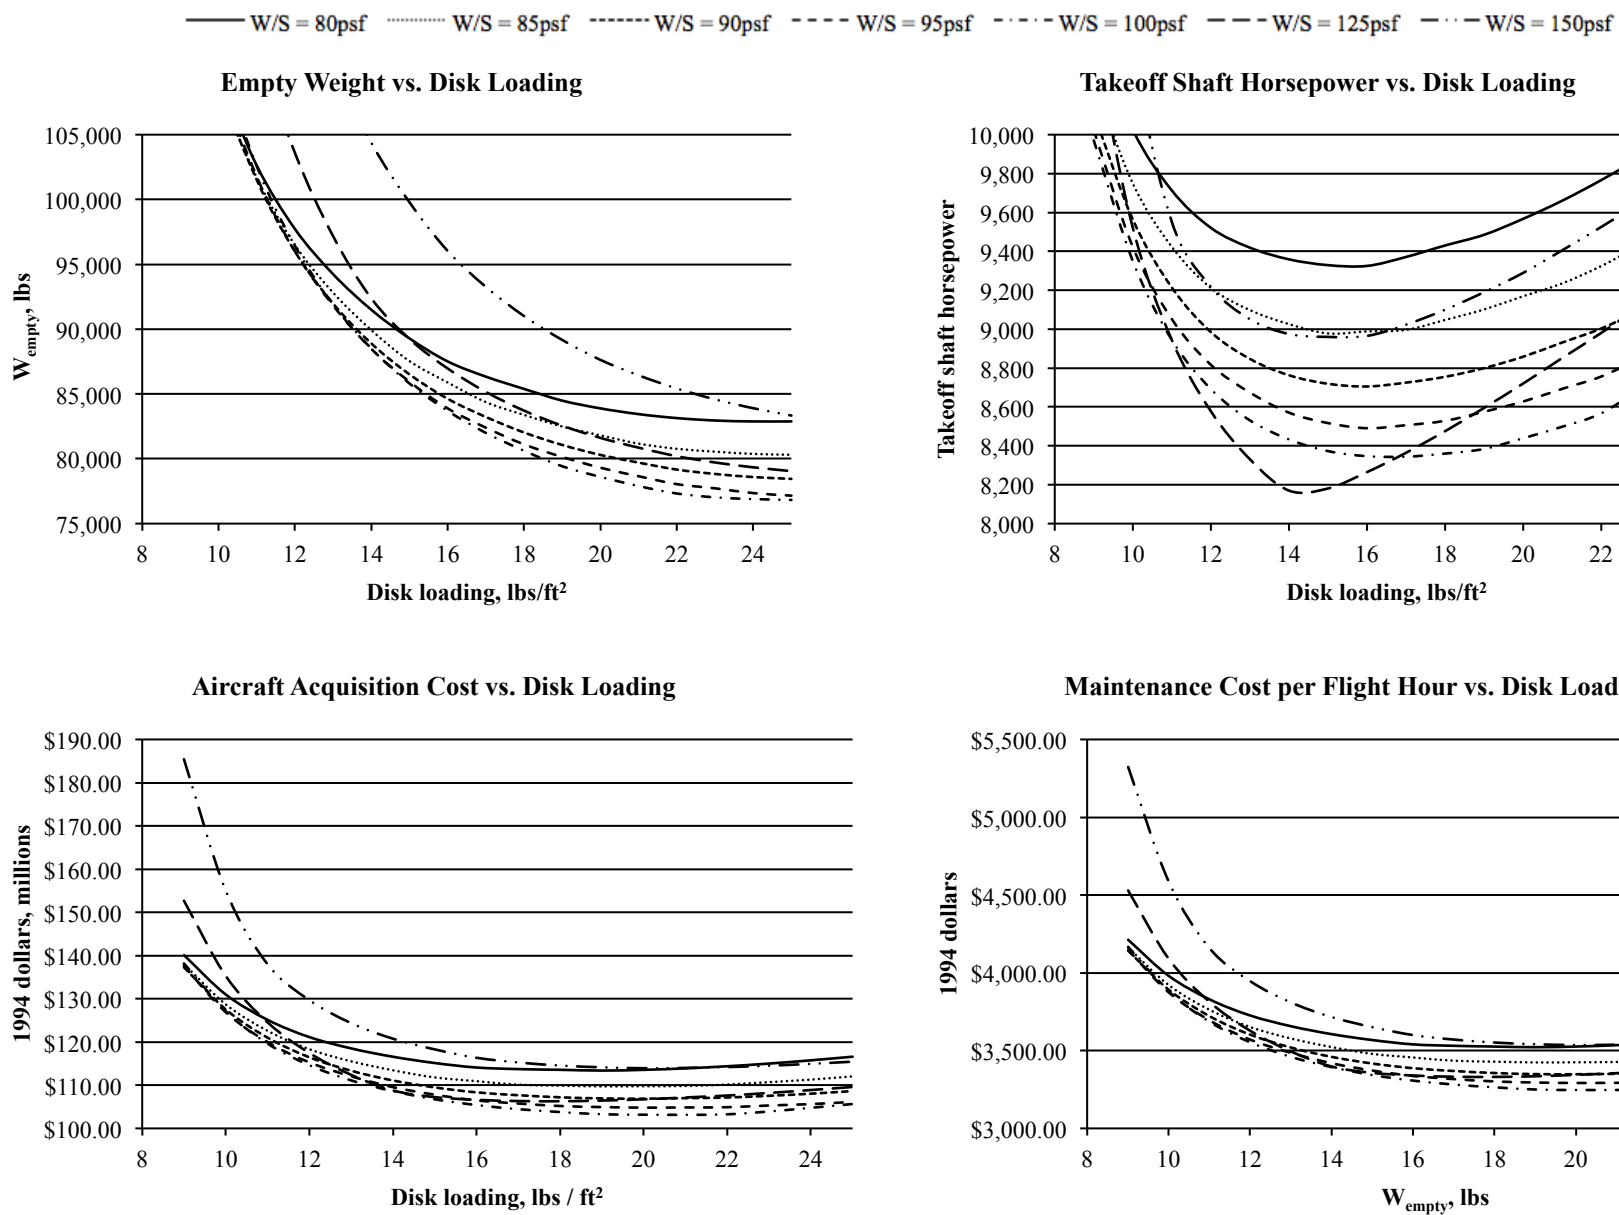 W/S = 80psf W/S = 85psf W/S = 90psf W/S = 95psf W/S = 100psf W/S = 125psf W/S = 150psf
Empty Weight vs. Disk Loading
105,000
100,000
95,000
90,000
85,000
80,000
75,000
Wempty, lbs
8 10 12 14 16 18 20 22 24
Disk loading, lbs/ft²
Takeoff Shaft Horsepower vs. Disk Loading
10,000
9,800
9,600
9,400
9,200
9,000
8,800
8,600
8,400
8,200
8,000
Takeoff shaft horsepower
8 10 12 14 16 18 20 22
Disk loading, lbs/ft²
Aircraft Acquisition Cost vs. Disk Loading
$190.00
$180.00
$170.00
$160.00
$150.00
$140.00
$130.00
$120.00
$110.00
$100.00
1994 dollars, millions
8 10 12 14 16 18 20 22 24
Disk loading, lbs / ft²
Maintenance Cost per Flight Hour vs. Disk Load
$5,500.00
$5,000.00
$4,500.00
$4,000.00
$3,500.00
$3,000.00
1994 dollars
8 10 12 14 16 18 20
Wempty, lbs